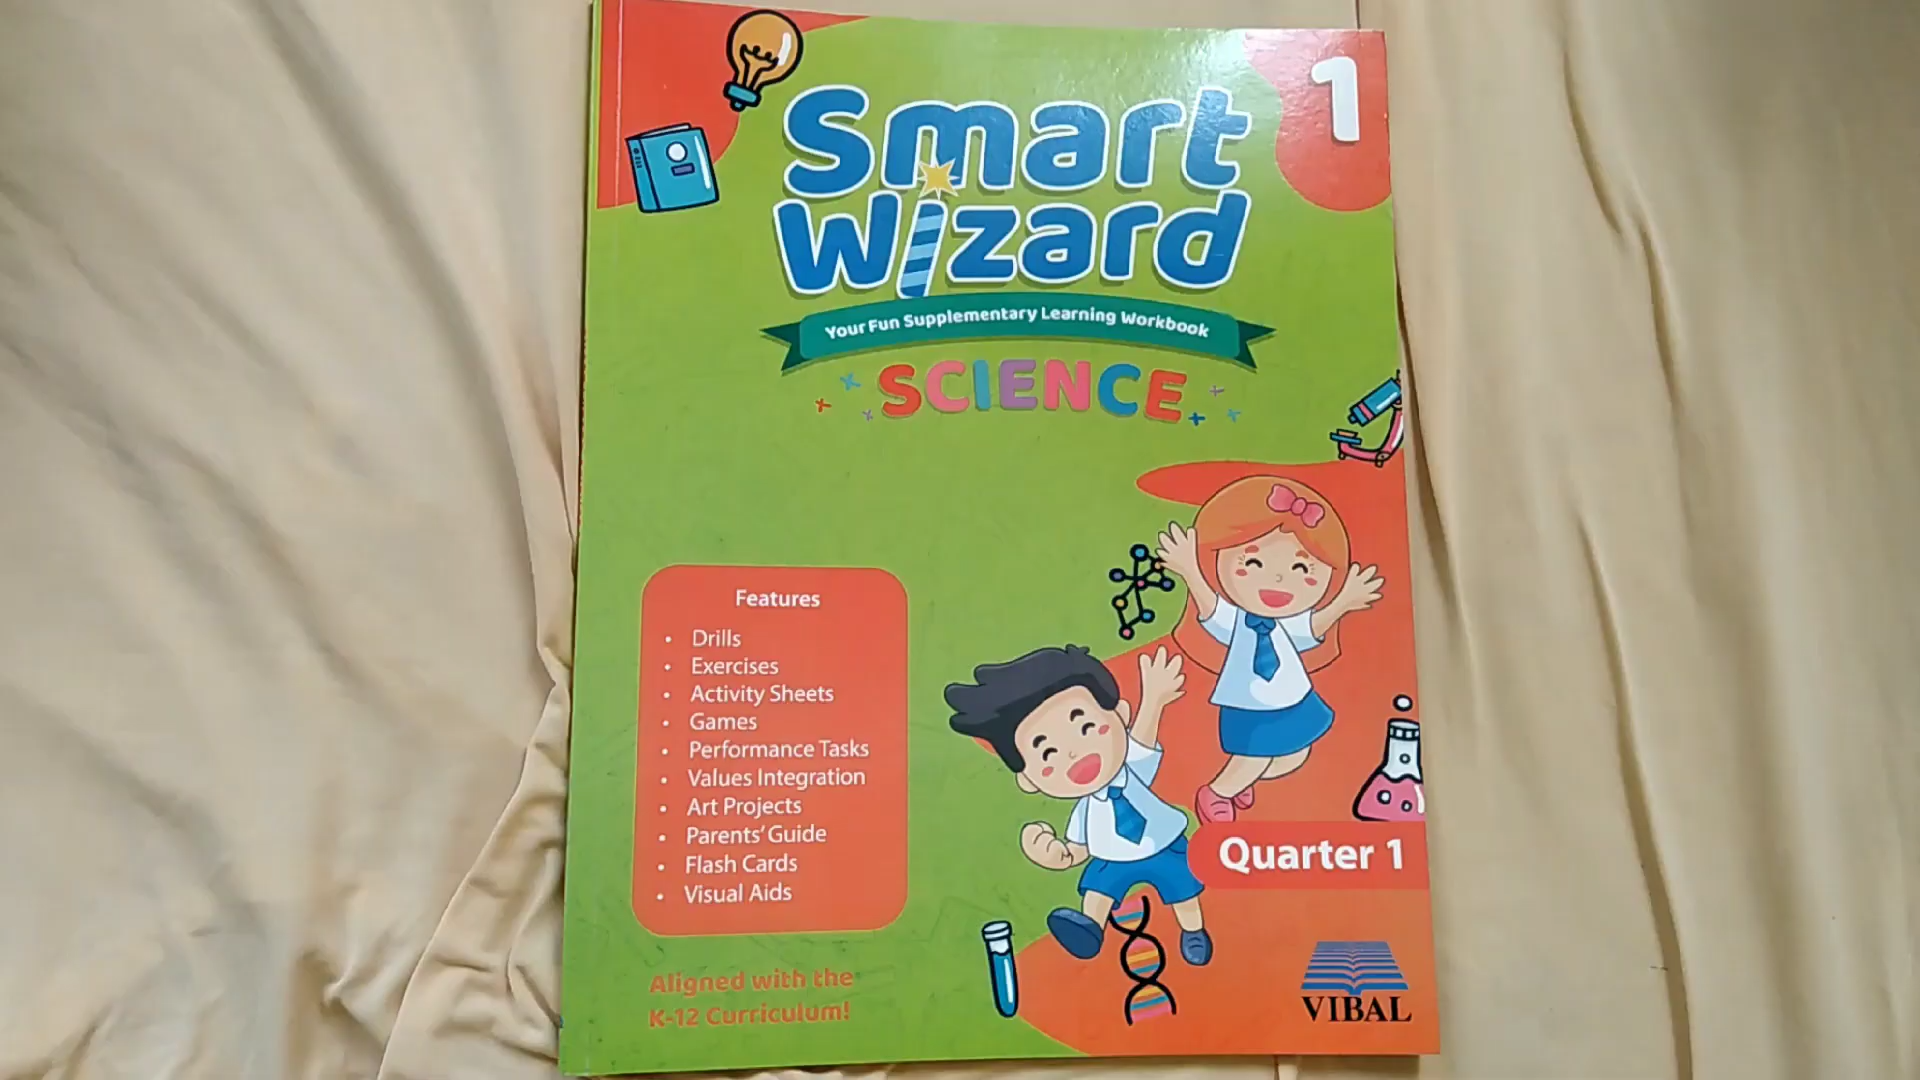 1
Smart
Wizard
Your Fun Supplementary Learning Workbook
SCIENCE
Features
• Drills
• Exercises
• Activity Sheets
• Games
• Performance Tasks
• Values Integration
• Art Projects
• Parents' Guide
• Flash Cards
• Visual Aids
Quarter 1
Aligned with the
K-12 Curriculum!
VIBAL